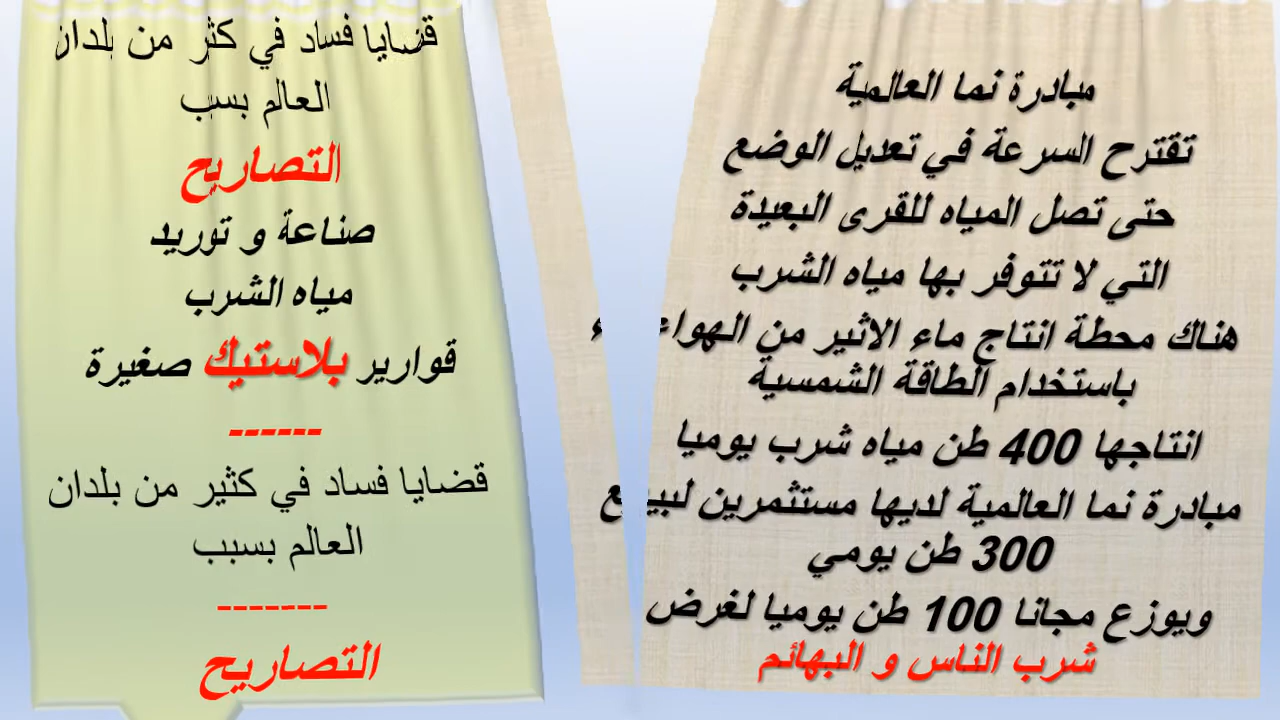 مبادرة نما العالمية
تقترح السرعة في تعديل الوضع
حتى تصل المياه للقرى البعيدة
التي لا تتوفر بها مياه الشرب
هناك محطة انتاج ماء الاثير من الهواء
باستخدام الطاقة الشمسية
انتاجها 400 طن مياه شرب يوميا
مبادرة نما العالمية لديها مستثمرين لبيع
300 طن يومي
ويوزع مجانا 100 طن يوميا لغرض
شرب الناس و البهائم
قضايا فساد في كثر من بلدان
العالم بسب
التصاريح
صناعة و توريد
مياه الشرب
قوارير بلاستيك صغيرة
------
قضايا فساد في كثير من بلدان
العالم بسبب
-------
التصاريح